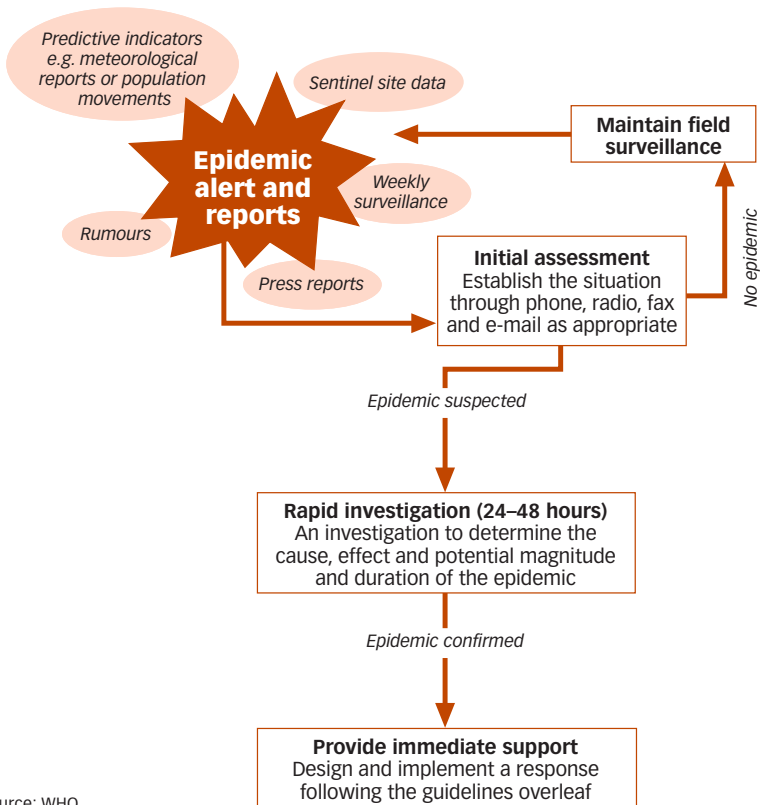 Predictive indicators
e.g. meteorological
reports or population
movements
Sentinel site data
Epidemic
alert and
reports
Weekly
surveillance
Rumours
Press reports
Maintain field
surveillance
Initial assessment
Establish the situation
through phone, radio, fax
and e-mail as appropriate
No epidemic
Epidemic suspected
Rapid investigation (24–48 hours)
An investigation to determine the
cause, effect and potential magnitude
and duration of the epidemic
Epidemic confirmed
Provide immediate support
Design and implement a response
following the guidelines overleaf
urce: WHO